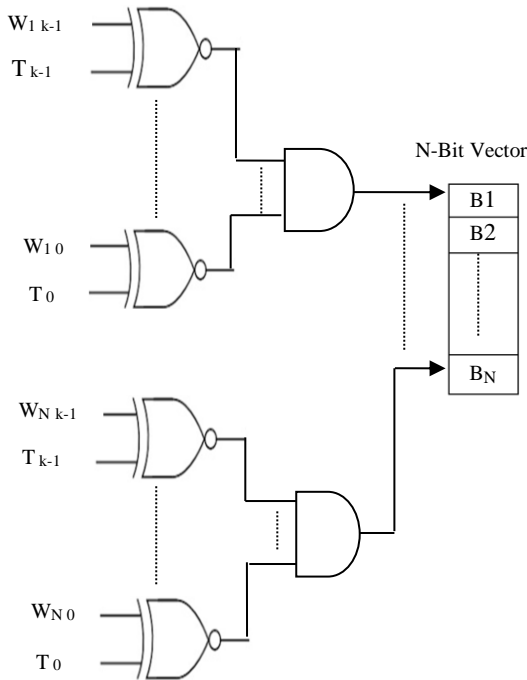 W1 k-1
T k-1
N-Bit Vector
B1
B2
W1 0
T 0
BN
WN k-1
T k-1
WN 0
T 0